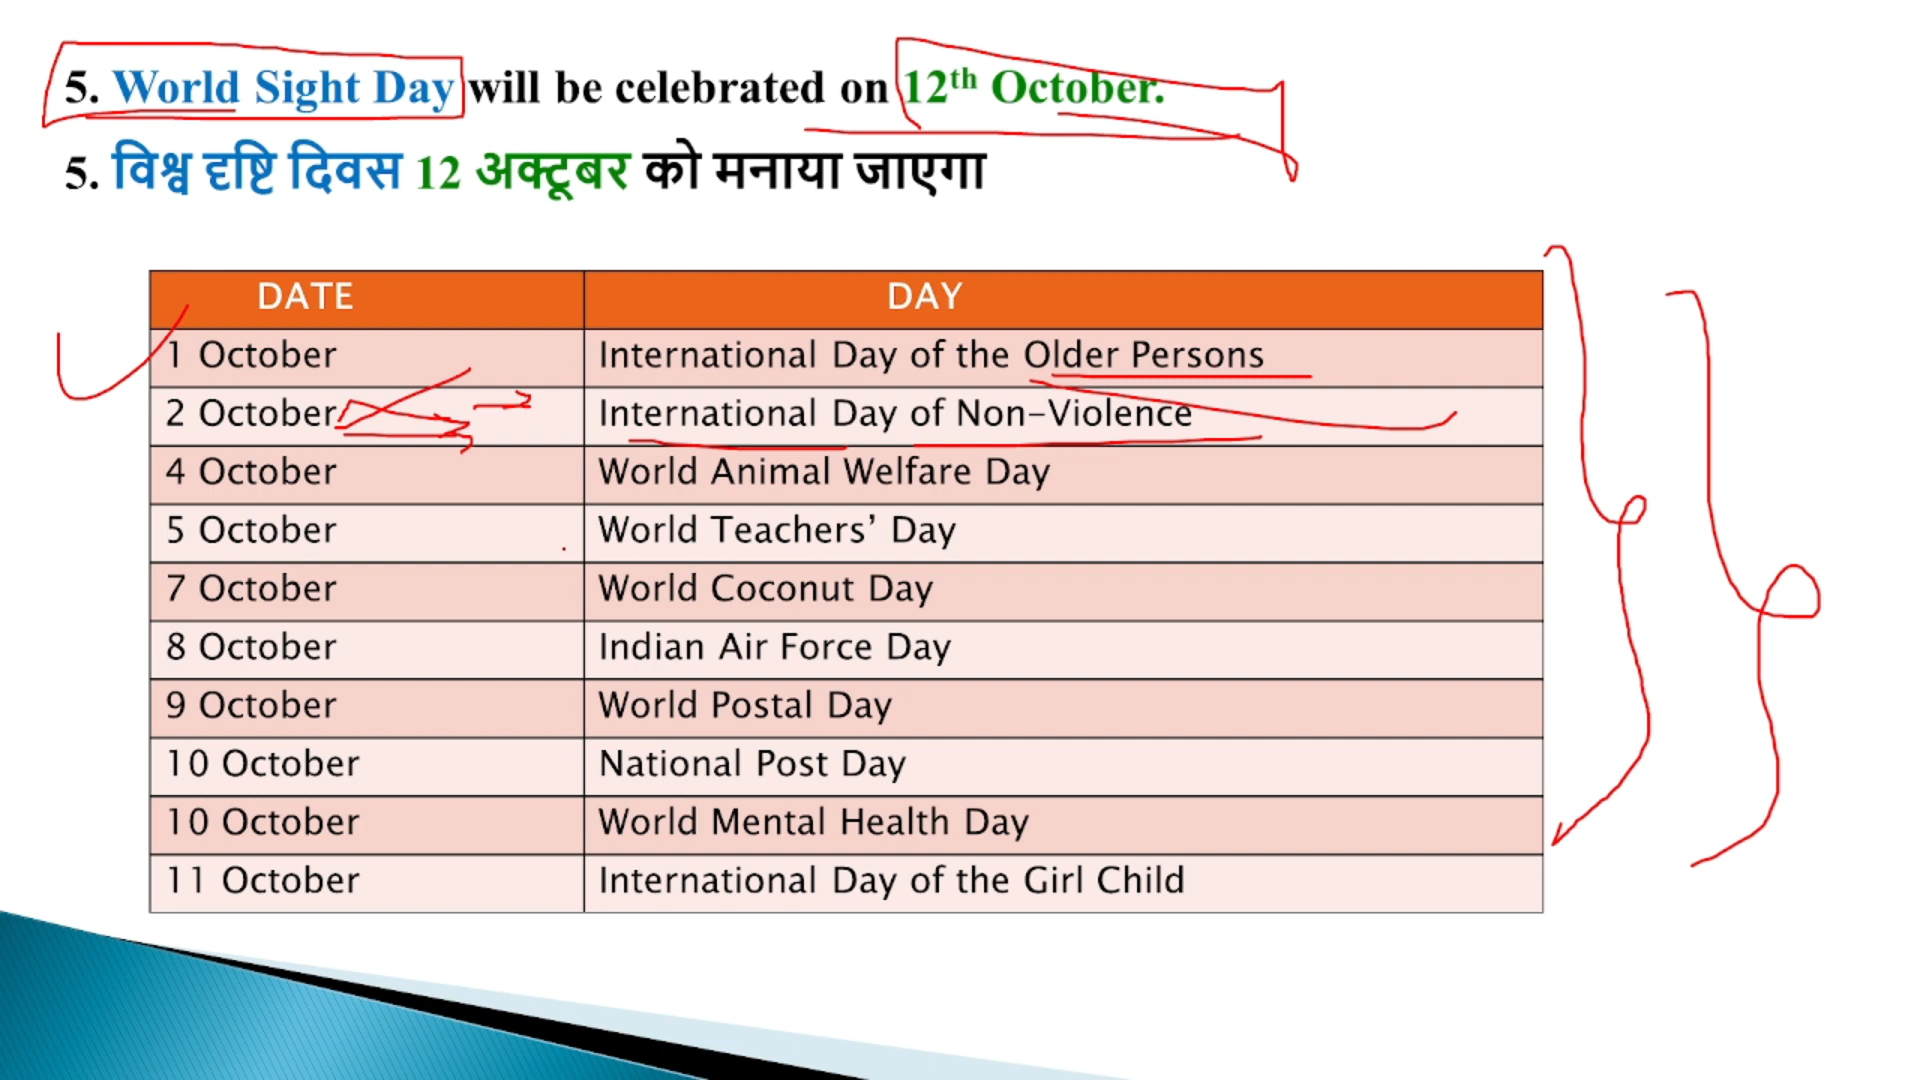 5. World Sight Day will be celebrated on 12th October.
5. विश्व दृष्टि दिवस 12 अक्टूबर को मनाया जाएगा
DATE DAY
1 October International Day of the Older Persons
2 October International Day of Non-Violence
4 October World Animal Welfare Day
5 October World Teachers’ Day
7 October World Coconut Day
8 October Indian Air Force Day
9 October World Postal Day
10 October National Post Day
10 October World Mental Health Day
11 October International Day of the Girl Child